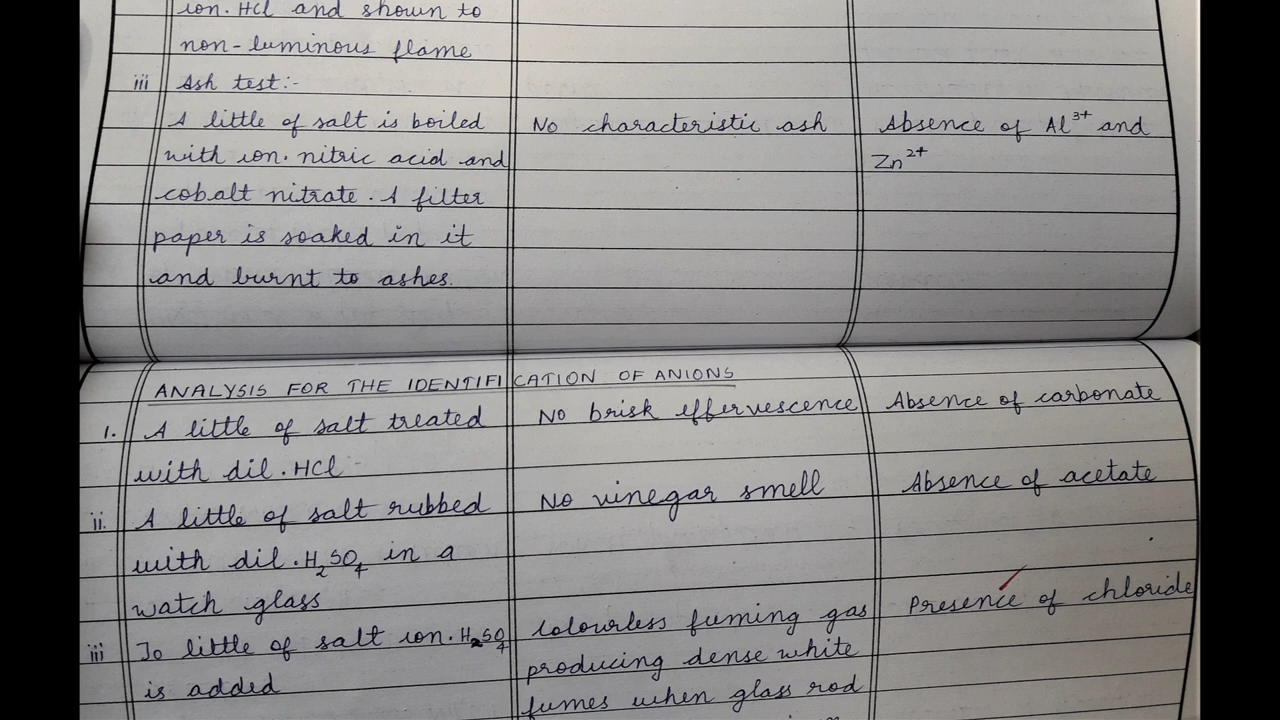 con. HCl and shown to
non-luminous flame
iii Ash test:-
A little of salt is boiled No characteristic ash Absence of Al³⁺ and
with con. nitric acid and Zn²⁺
cobalt nitrate. A filter
paper is soaked in it
and burnt to ashes.
ANALYSIS FOR THE IDENTIFICATION OF ANIONS
1. A little of salt treated No brisk effervescence Absence of carbonate
with dil. HCl
ii. A little of salt rubbed No vinegar smell Absence of acetate
with dil. H₂SO₄ in a
watch glass
iii To little of salt con. H₂SO₄ Colourless fuming gas Presence of chloride
is added producing dense white
fumes when glass rod